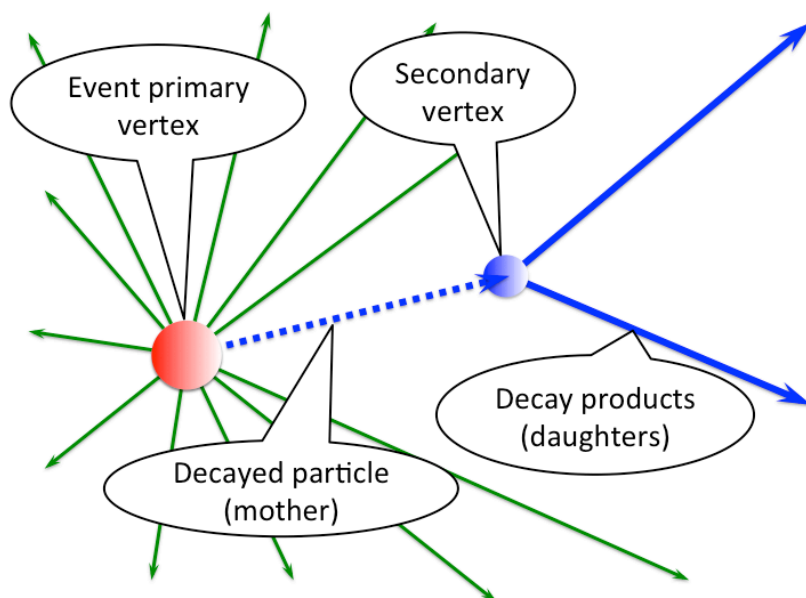 Event primary
vertex
Secondary
vertex
Decay products
(daughters)
Decayed particle
(mother)